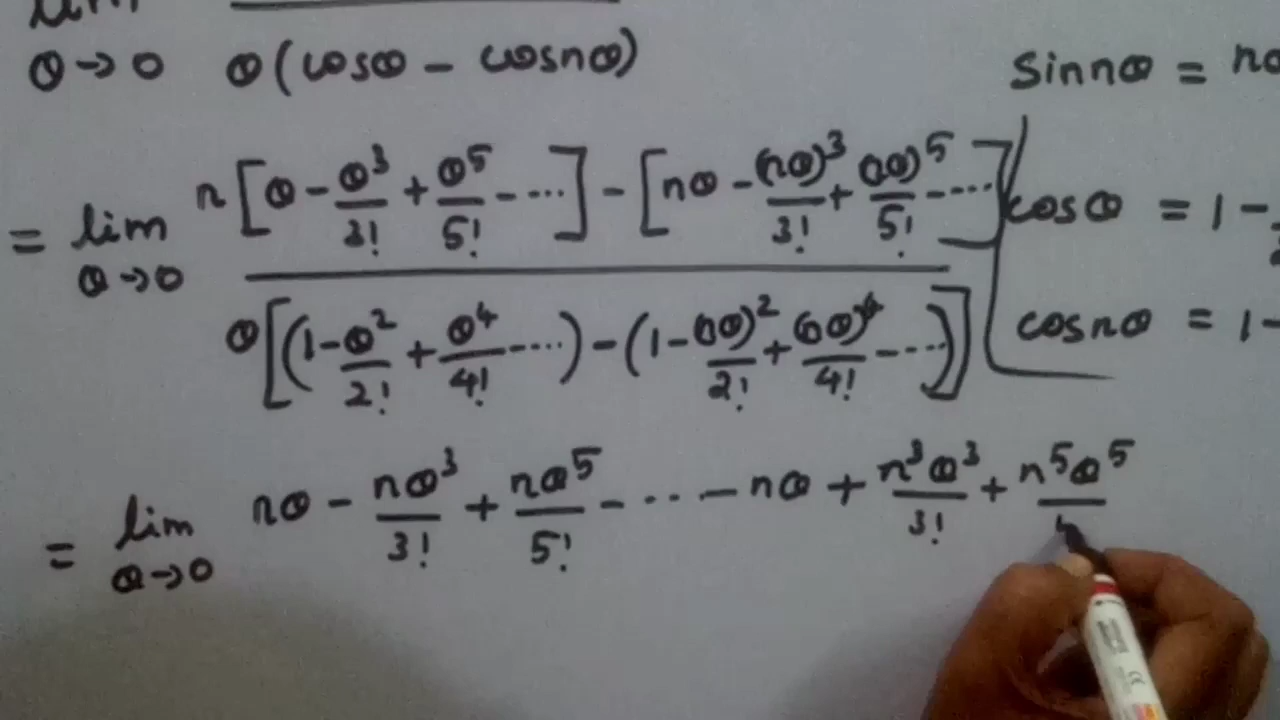 lim
θ→0 θ(cosθ - cosnθ)
sinnθ = nθ
= lim θ→0 n[θ - θ³/3! + θ⁵/5! - ....] - [nθ - (nθ)³/3! + (nθ)⁵/5! - ....]
θ[(1 - θ²/2! + θ⁴/4! - ....) - (1 - (nθ)²/2! + (nθ)⁴/4! - ....)]
cosθ = 1 -
cosnθ = 1 -
= lim θ→0 nθ - nθ³/3! + nθ⁵/5! - .... - nθ + n³θ³/3! + n⁵θ⁵/